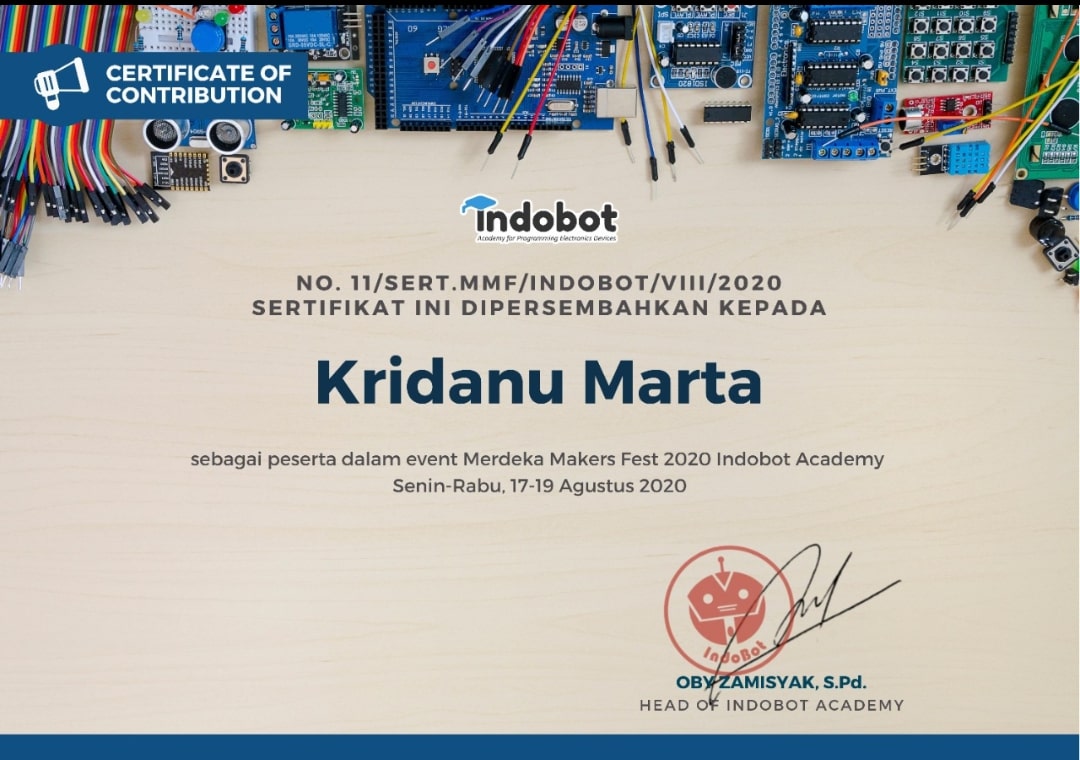 CERTIFICATE OF
CONTRIBUTION
indobot
Academy for Programming Electronics Devices
NO. 11/SERT.MMF/INDOBOT/VIII/2020
SERTIFIKAT INI DIPERSEMBAHKAN KEPADA
Kridanu Marta
sebagai peserta dalam event Merdeka Makers Fest 2020 Indobot Academy
Senin-Rabu, 17-19 Agustus 2020
IndoBot
OBY ZAMISYAK, S.Pd.
HEAD OF INDOBOT ACADEMY